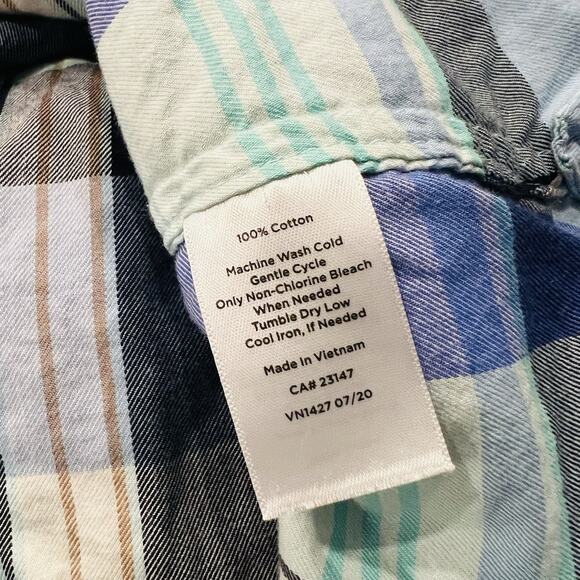 100% Cotton
Machine Wash Cold
Gentle Cycle
Only Non-Chlorine Bleach
When Needed
Tumble Dry Low
Cool Iron, If Needed
Made in Vietnam
CA# 23147
VN1427 07/20